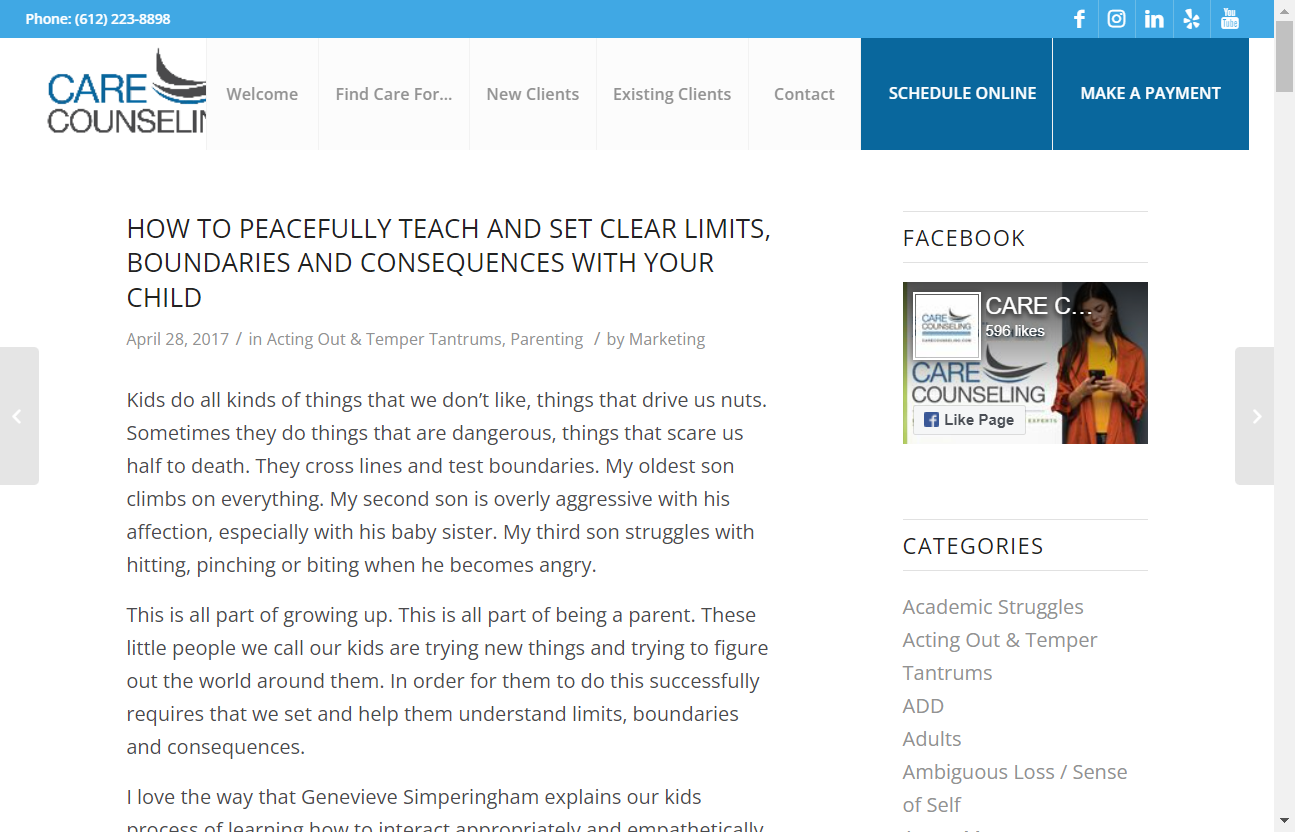 Phone: (612) 223-8898
You
Tube
CARE
COUNSELIN
Welcome
Find Care For...
New Clients
Existing Clients
Contact
SCHEDULE ONLINE
MAKE A PAYMENT
HOW TO PEACEFULLY TEACH AND SET CLEAR LIMITS,
BOUNDARIES AND CONSEQUENCES WITH YOUR
CHILD
April 28, 2017 / in Acting Out & Temper Tantrums, Parenting / by Marketing
Kids do all kinds of things that we don’t like, things that drive us nuts.
Sometimes they do things that are dangerous, things that scare us
half to death. They cross lines and test boundaries. My oldest son
climbs on everything. My second son is overly aggressive with his
affection, especially with his baby sister. My third son struggles with
hitting, pinching or biting when he becomes angry.
This is all part of growing up. This is all part of being a parent. These
little people we call our kids are trying new things and trying to figure
out the world around them. In order for them to do this successfully
requires that we set and help them understand limits, boundaries
and consequences.
I love the way that Genevieve Simperingham explains our kids
process of learning how to interact appropriately and empathetically
FACEBOOK
CARE C...
596 likes
CARE
COUNSELING
CARE
COUNSELING
Like Page
EXPERTS
CATEGORIES
Academic Struggles
Acting Out & Temper
Tantrums
ADD
Adults
Ambiguous Loss / Sense
of Self